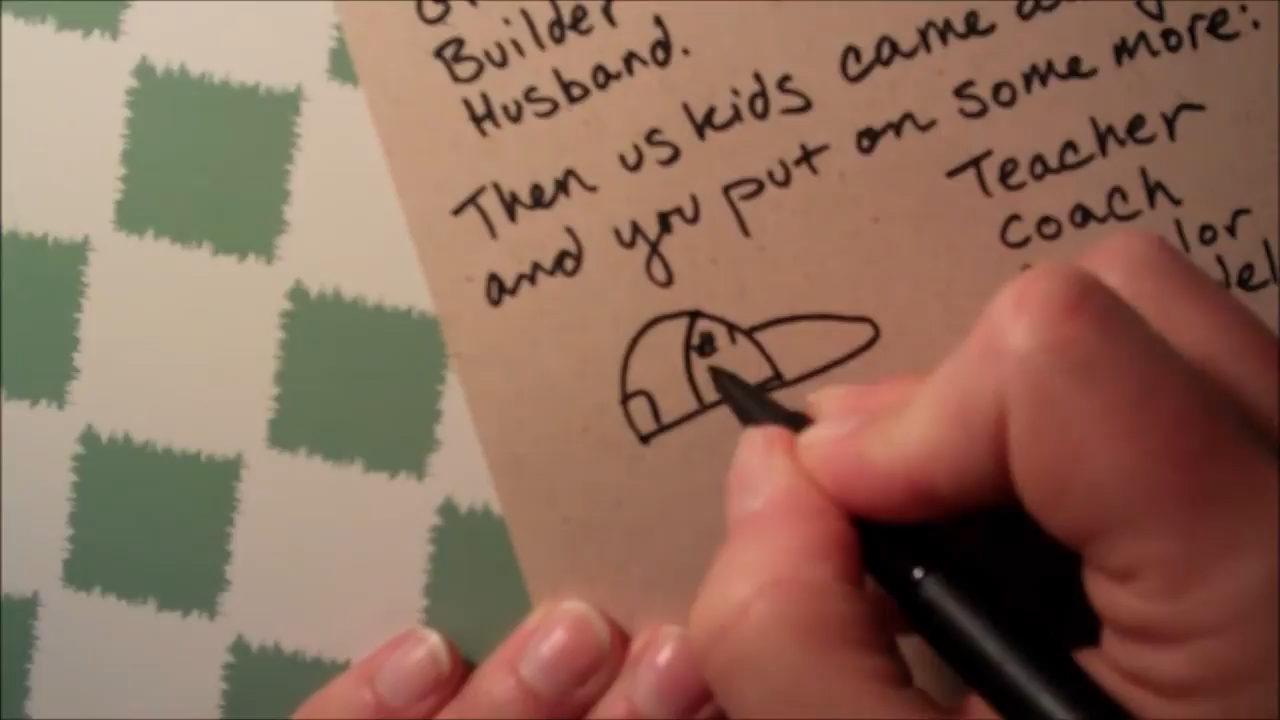 Builder
Husband.
Then us kids came
and you put on some more:
Teacher
Coach